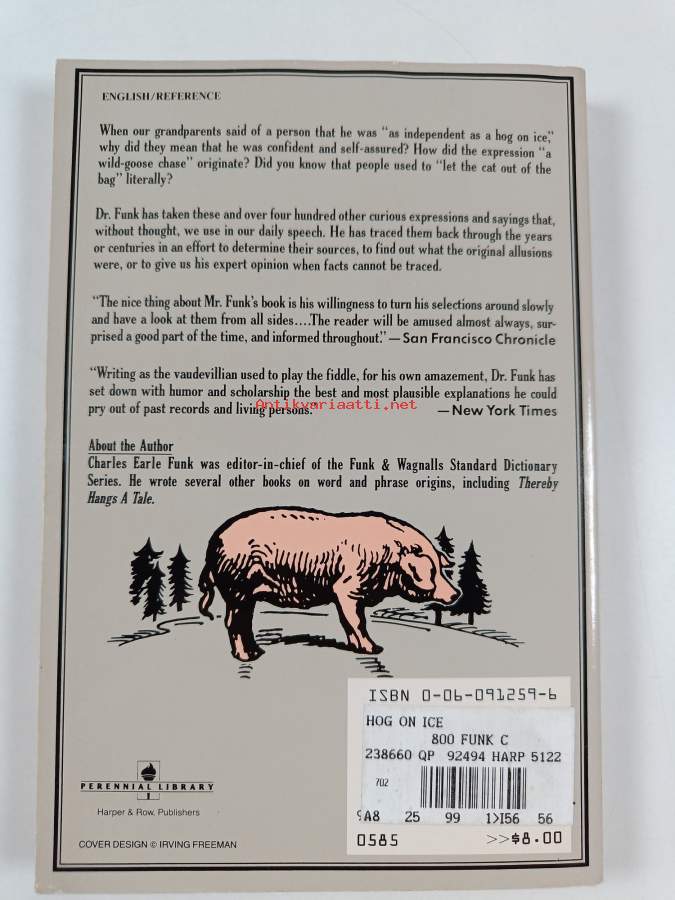 ENGLISH/REFERENCE
When our grandparents said of a person that he was “as independent as a hog on ice,”
why did they mean that he was confident and self-assured? How did the expression “a
wild-goose chase” originate? Did you know that people used to “let the cat out of the
bag” literally?
Dr. Funk has taken these and over four hundred other curious expressions and sayings that,
without thought, we use in our daily speech. He has traced them back through the years
or centuries in an effort to determine their sources, to find out what the original allusions
were, or to give us his expert opinion when facts cannot be traced.
“The nice thing about Mr. Funk’s book is his willingness to turn his selections around slowly
and have a look at them from all sides....The reader will be amused almost always, sur-
prised a good part of the time, and informed throughout.” — San Francisco Chronicle
“Writing as the vaudevillian used to play the fiddle, for his own amazement, Dr. Funk has
set down with humor and scholarship the best and most plausible explanations he could
pry out of past records and living persons.” — New York Times
Antikvariaatti.net
About the Author
Charles Earle Funk was editor-in-chief of the Funk & Wagnalls Standard Dictionary
Series. He wrote several other books on word and phrase origins, including Thereby
Hangs A Tale.
ISBN 0-06-091259-6
HOG ON ICE
800 FUNK C
238660 QP 92494 HARP 5122
702
A8 25 99 1>I56 56
0585 >>$8.00
PERENNIAL LIBRARY
Harper & Row, Publishers
COVER DESIGN © IRVING FREEMAN